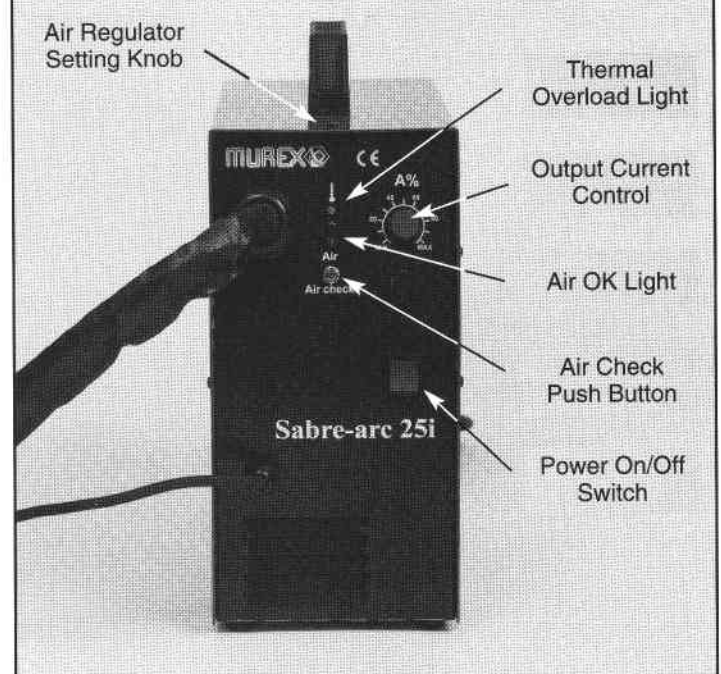 Air Regulator
Setting Knob
Thermal
Overload Light
MUREX
CE
A%
Output Current
Control
MAX
Air
Air OK Light
Air check
Air Check
Push Button
Sabre-arc 25i
Power On/Off
Switch